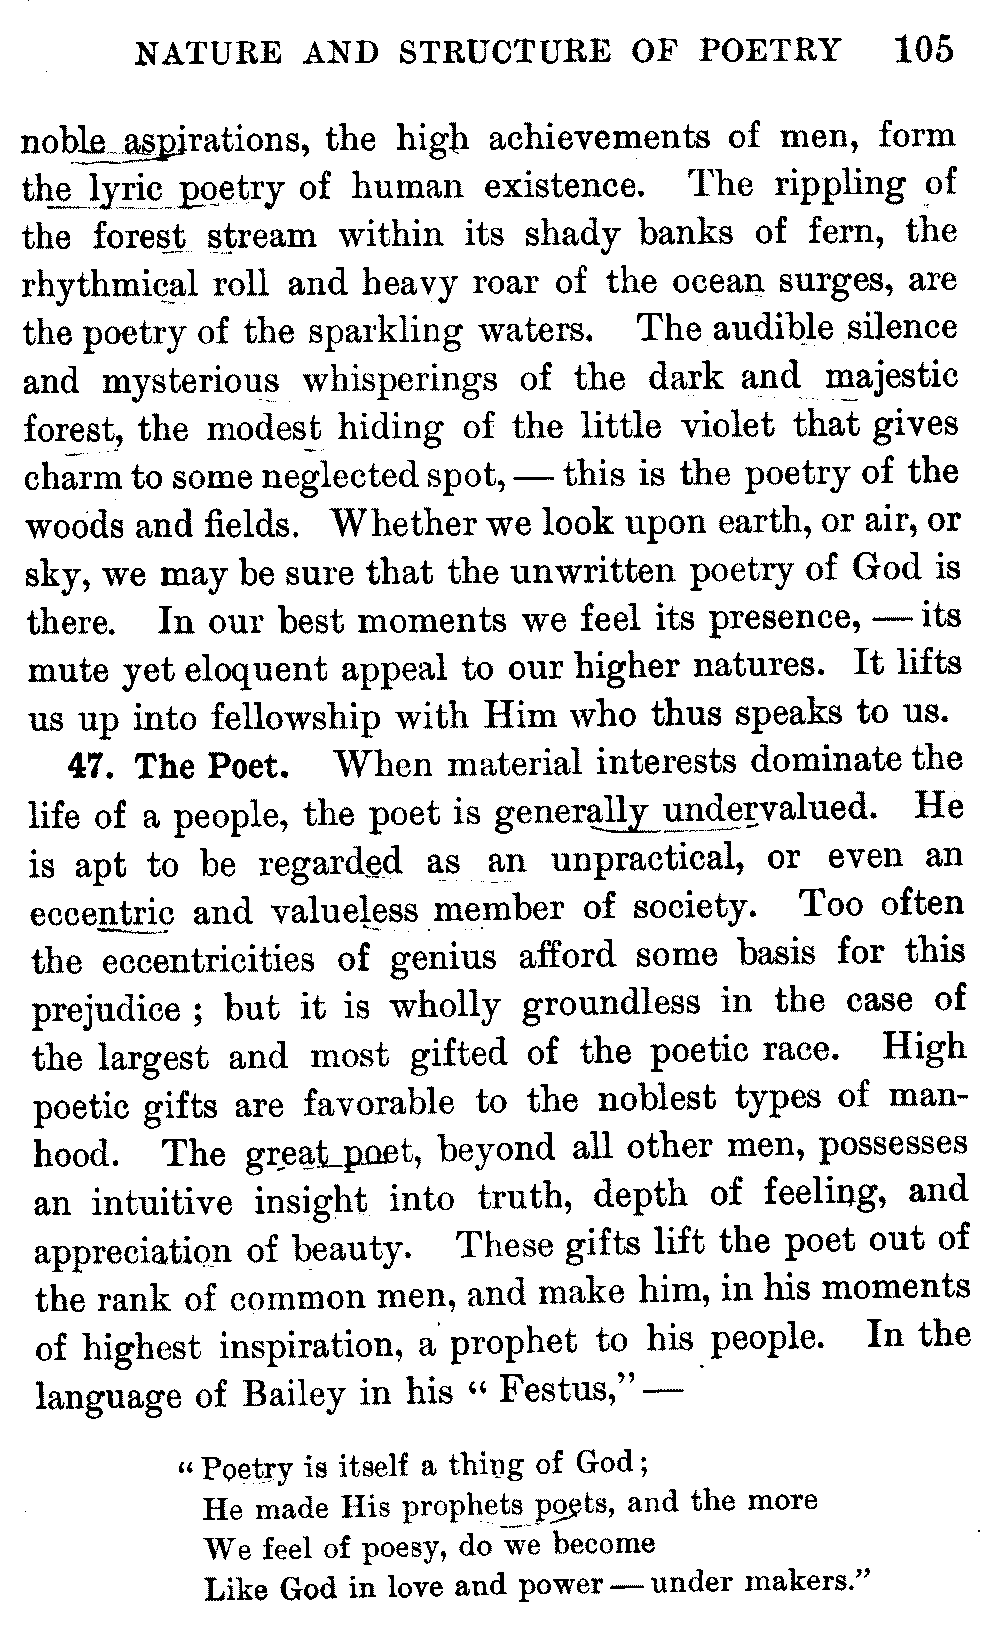 NATURE AND STRUCTURE OF POETRY 105
noble aspirations, the high achievements of men, form
the lyric poetry of human existence. The rippling of
the forest stream within its shady banks of fern, the
rhythmical roll and heavy roar of the ocean surges, are
the poetry of the sparkling waters. The audible silence
and mysterious whisperings of the dark and majestic
forest, the modest hiding of the little violet that gives
charm to some neglected spot, — this is the poetry of the
woods and fields. Whether we look upon earth, or air, or
sky, we may be sure that the unwritten poetry of God is
there. In our best moments we feel its presence, — its
mute yet eloquent appeal to our higher natures. It lifts
us up into fellowship with Him who thus speaks to us.
47. The Poet. When material interests dominate the
life of a people, the poet is generally undervalued. He
is apt to be regarded as an unpractical, or even an
eccentric and valueless member of society. Too often
the eccentricities of genius afford some basis for this
prejudice ; but it is wholly groundless in the case of
the largest and most gifted of the poetic race. High
poetic gifts are favorable to the noblest types of man-
hood. The great poet, beyond all other men, possesses
an intuitive insight into truth, depth of feeling, and
appreciation of beauty. These gifts lift the poet out of
the rank of common men, and make him, in his moments
of highest inspiration, a prophet to his people. In the
language of Bailey in his “ Festus,” —
“ Poetry is itself a thing of God ;
He made His prophets poets, and the more
We feel of poesy, do we become
Like God in love and power — under makers.”